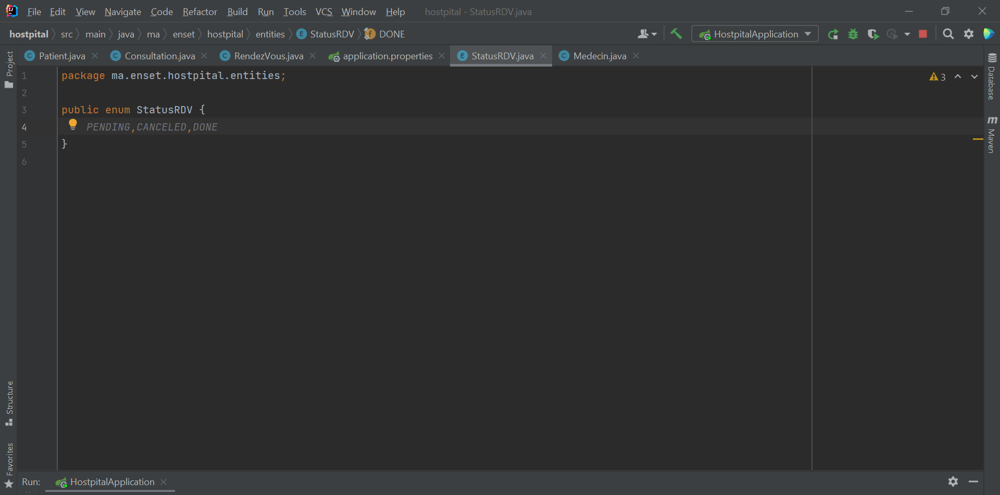 File Edit View Navigate Code Refactor Build Run Tools VCS Window Help hostpital - StatusRDV.java
hostpital src main java ma enset hostpital entities StatusRDV DONE HostpitalApplication
Patient.java Consultation.java RendezVous.java application.properties StatusRDV.java Medecin.java
Project
Structure
Favorites
1 package ma.enset.hostpital.entities;
2
3 public enum StatusRDV {
4 PENDING,CANCELED,DONE
5 }
6
3
Database
Maven
Run: HostpitalApplication